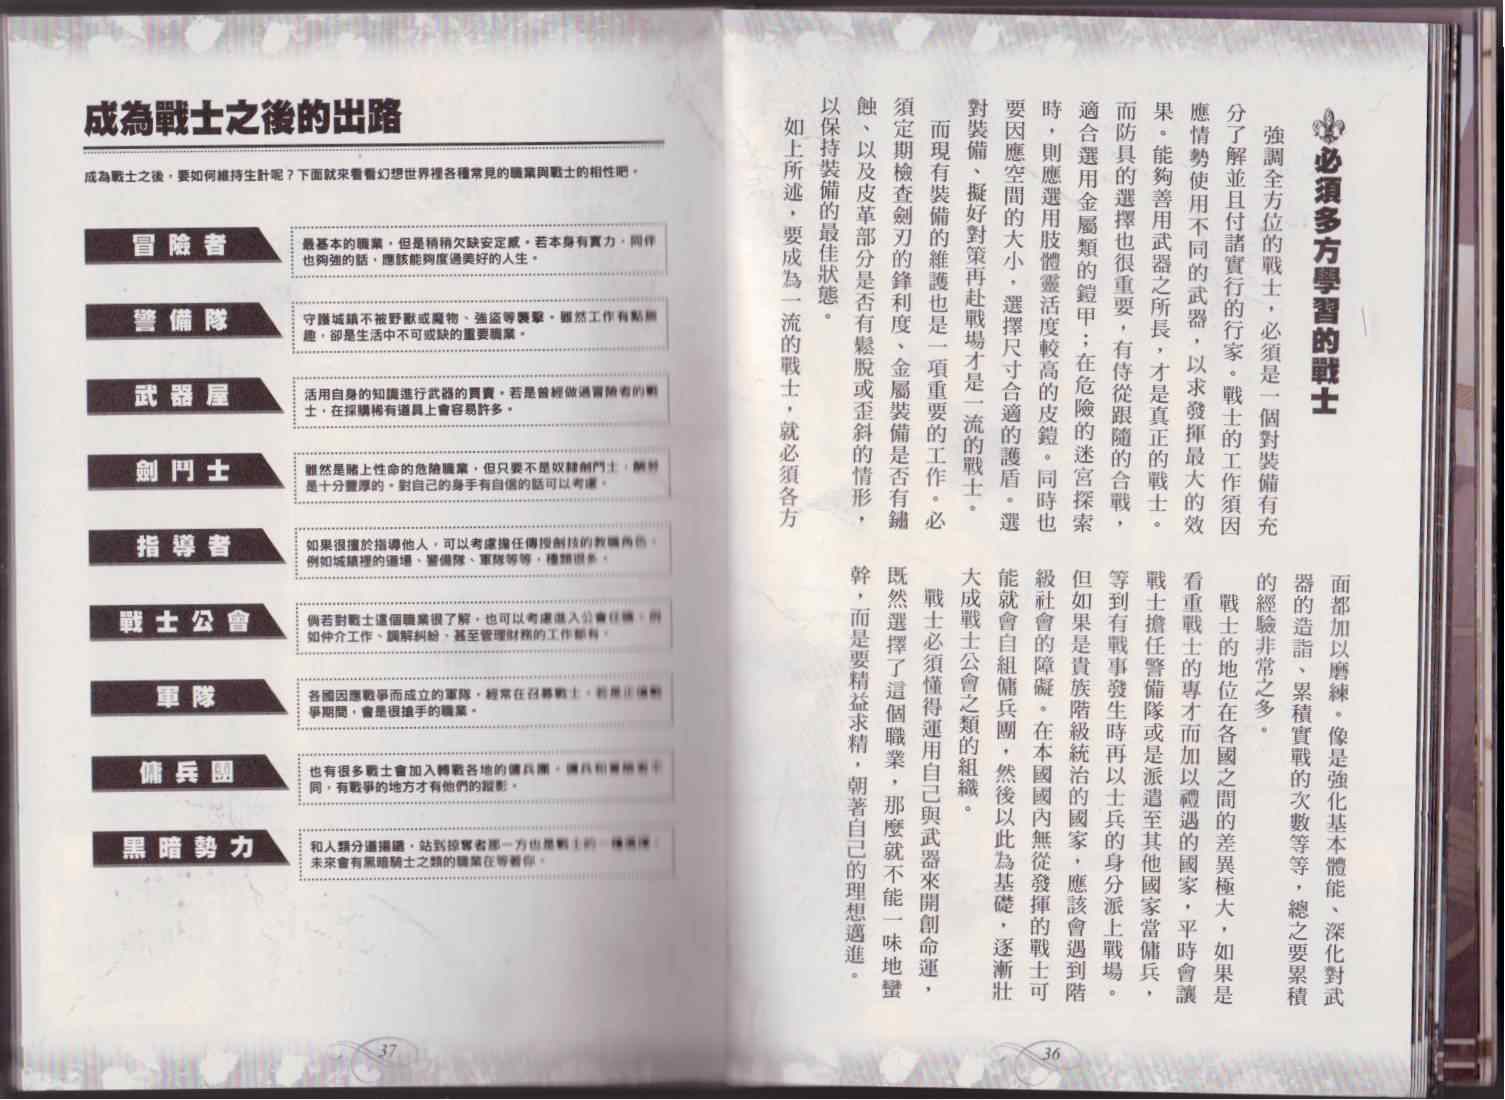 必須多方學習的戰士
強調全方位的戰士，必須是一個對裝備有充
分了解並且付諸實行的行家。戰士的工作須因
應情勢使用不同的武器，以求發揮最大的效
果。能夠善用武器之所長，才是真正的戰士。
而防具的選擇也很重要，有侍從跟隨的合戰，
適合選用金屬類的鎧甲；在危險的迷宮探索
時，則應選用肢體靈活度較高的皮鎧。同時也
要因應空間的大小，選擇尺寸合適的護盾。選
對裝備、擬好對策再赴戰場才是一流的戰士。
而現有裝備的維護也是一項重要的工作。必
須定期檢查劍刃的鋒利度、金屬裝備是否有鏽
蝕、以及皮革部分是否有鬆脫或歪斜的情形，
以保持裝備的最佳狀態。
如上所述，要成為一流的戰士，就必須各方
面都加以磨練。像是強化基本體能、深化對武
器的造詣、累積實戰的次數等等，總之要累積
的經驗非常之多。
戰士的地位在各國之間的差異極大，如果是
看重戰士的專才而加以禮遇的國家，平時會讓
戰士擔任警備隊或是派遣至其他國家當傭兵，
等到有戰事發生時再以士兵的身分派上戰場。
但如果是貴族階級統治的國家，應該會遇到階
級社會的障礙。在本國國內無從發揮的戰士可
能就會自組傭兵團，然後以此為基礎，逐漸壯
大成戰士公會之類的組織。
戰士必須懂得運用自己與武器來開創命運，
既然選擇了這個職業，那麼就不能一味地蠻
幹，而是要精益求精，朝著自己的理想邁進。
36
成為戰士之後的出路
成為戰士之後，要如何維持生計呢？下面就來看看幻想世界裡各種常見的職業與戰士的相性吧。
冒險者
最基本的職業，但是稍稍欠缺安定感。若本身有實力，同伴
也夠強的話，應該能夠度過美好的人生。
警備隊
守護城鎮不被野獸或魔物、強盜等襲擊。雖然工作有點無
趣，卻是生活中不可或缺的重要職業。
武器屋
活用自身的知識進行武器的買賣。若是曾經做過冒險者的戰
士，在採購稀有道具上會容易許多。
劍鬥士
雖然是賭上性命的危險職業，但只要不是奴隸劍鬥士，酬勞
是十分豐厚的。對自己的身手有自信的話可以考慮。
指導者
如果很擅於指導他人，可以考慮擔任傳授劍技的教職角色。
例如城鎮裡的道場、警備隊、軍隊等等，種類很多。
戰士公會
倘若對戰士這個職業很了解，也可以考慮進入公會任職。例
如仲介工作、調解糾紛、甚至管理財務的工作都有。
軍隊
各國因應戰爭而成立的軍隊，經常在召募戰士。若是正值戰
爭期間，會是很搶手的職業。
傭兵團
也有很多戰士會加入轉戰各地的傭兵團。傭兵和冒險者不
同，有戰爭的地方才有他們的蹤影。
黑暗勢力
和人類分道揚鑣，站到掠奪者那一方也是戰士的一種選擇。
未來會有黑暗騎士之類的職業在等著你。
37